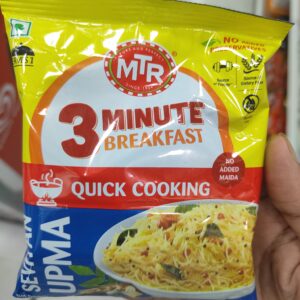 MTR
3 MINUTE
BREAKFAST
NO ADDED
PRESERVATIVES
NO
ADDED
MAIDA
QUICK COOKING
UPMA